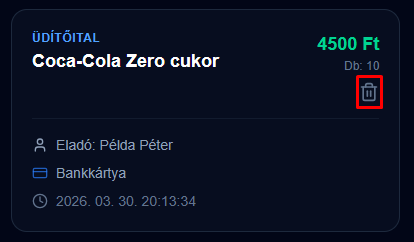 ÜDÍTŐITAL
Coca-Cola Zero cukor
4500 Ft
Db: 10
Eladó: Példa Péter
Bankkártya
2026. 03. 30. 20:13:34